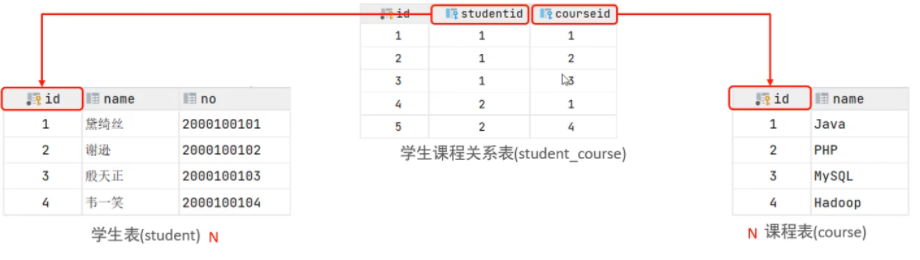 id studentid courseid
1 1 1
2 1 2
3 1 3
4 2 1
5 2 4
学生课程关系表(student_course)
id name no
1 黛绮丝 2000100101
2 谢逊 2000100102
3 殷天正 2000100103
4 韦一笑 2000100104
学生表(student) N
id name
1 Java
2 PHP
3 MySQL
4 Hadoop
N 课程表(course)